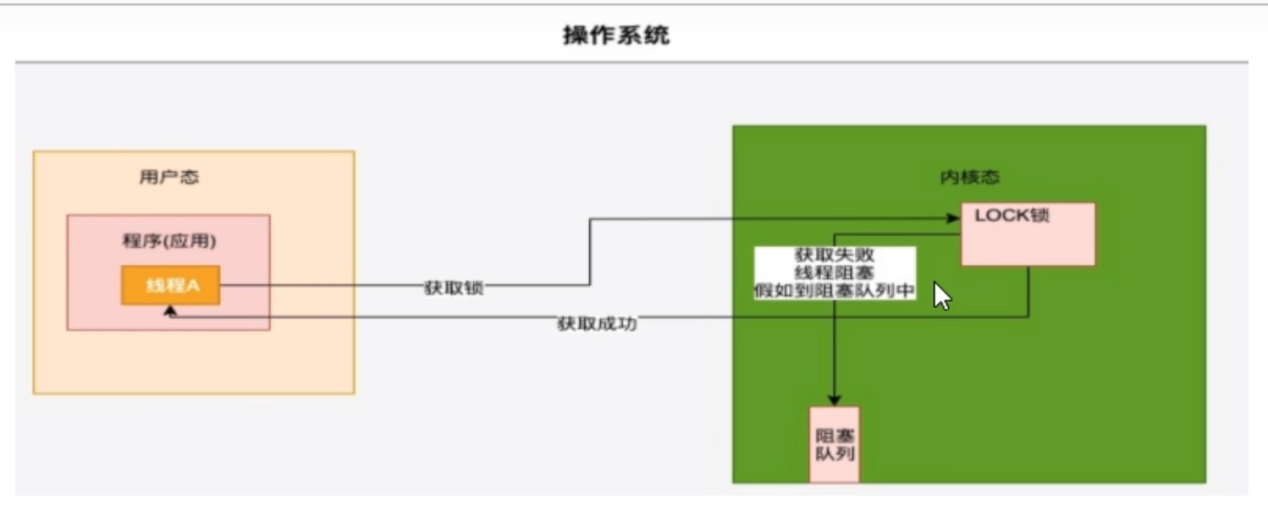 操作系统
用户态
程序(应用)
线程A
获取锁
获取成功
内核态
LOCK锁
获取失败
线程阻塞
假如到阻塞队列中
阻塞
队列